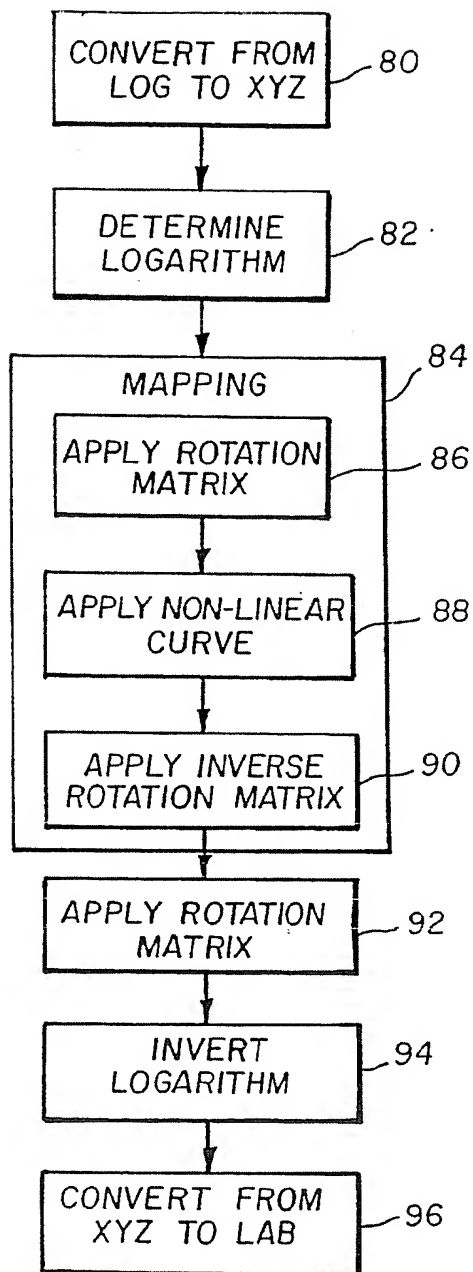 CONVERT FROM
LOG TO XYZ
80
DETERMINE
LOGARITHM
82
84
MAPPING
APPLY ROTATION
MATRIX
86
APPLY NON-LINEAR
CURVE
88
APPLY INVERSE
ROTATION MATRIX
90
APPLY ROTATION
MATRIX
92
INVERT
LOGARITHM
94
CONVERT FROM
XYZ TO LAB
96